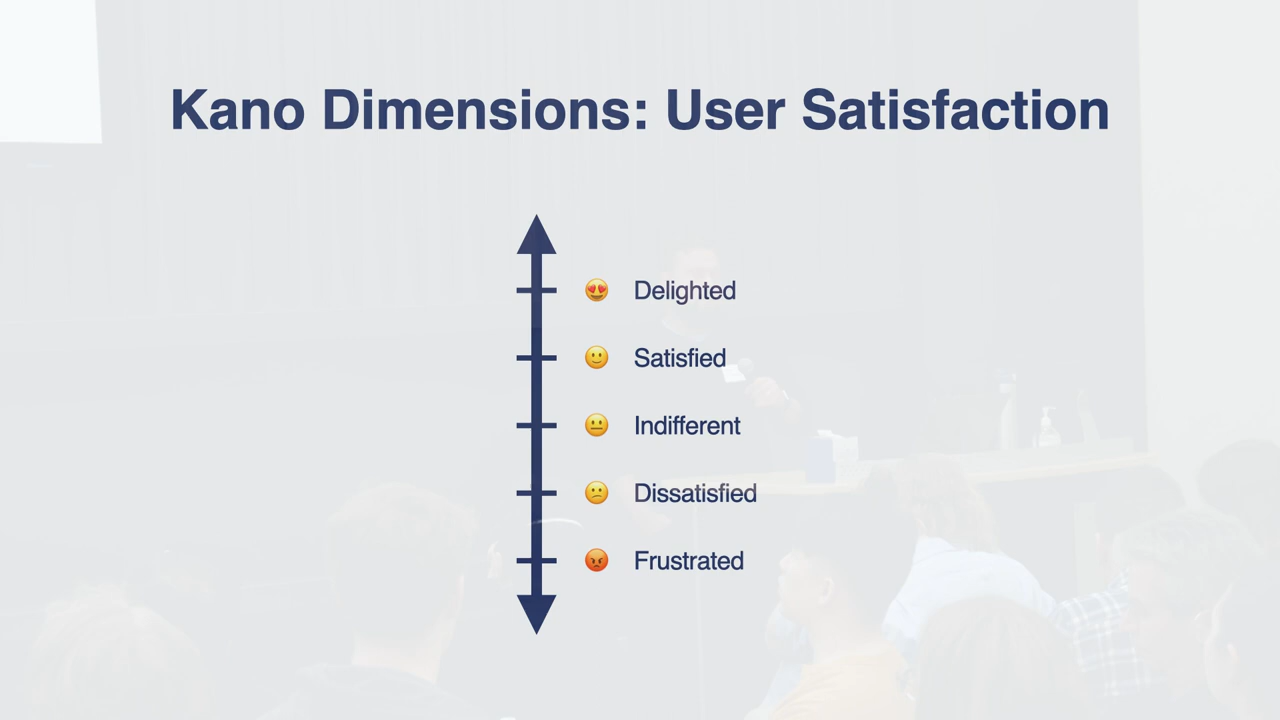 Kano Dimensions: User Satisfaction
😍 Delighted
🙂 Satisfied
😐 Indifferent
😕 Dissatisfied
😡 Frustrated